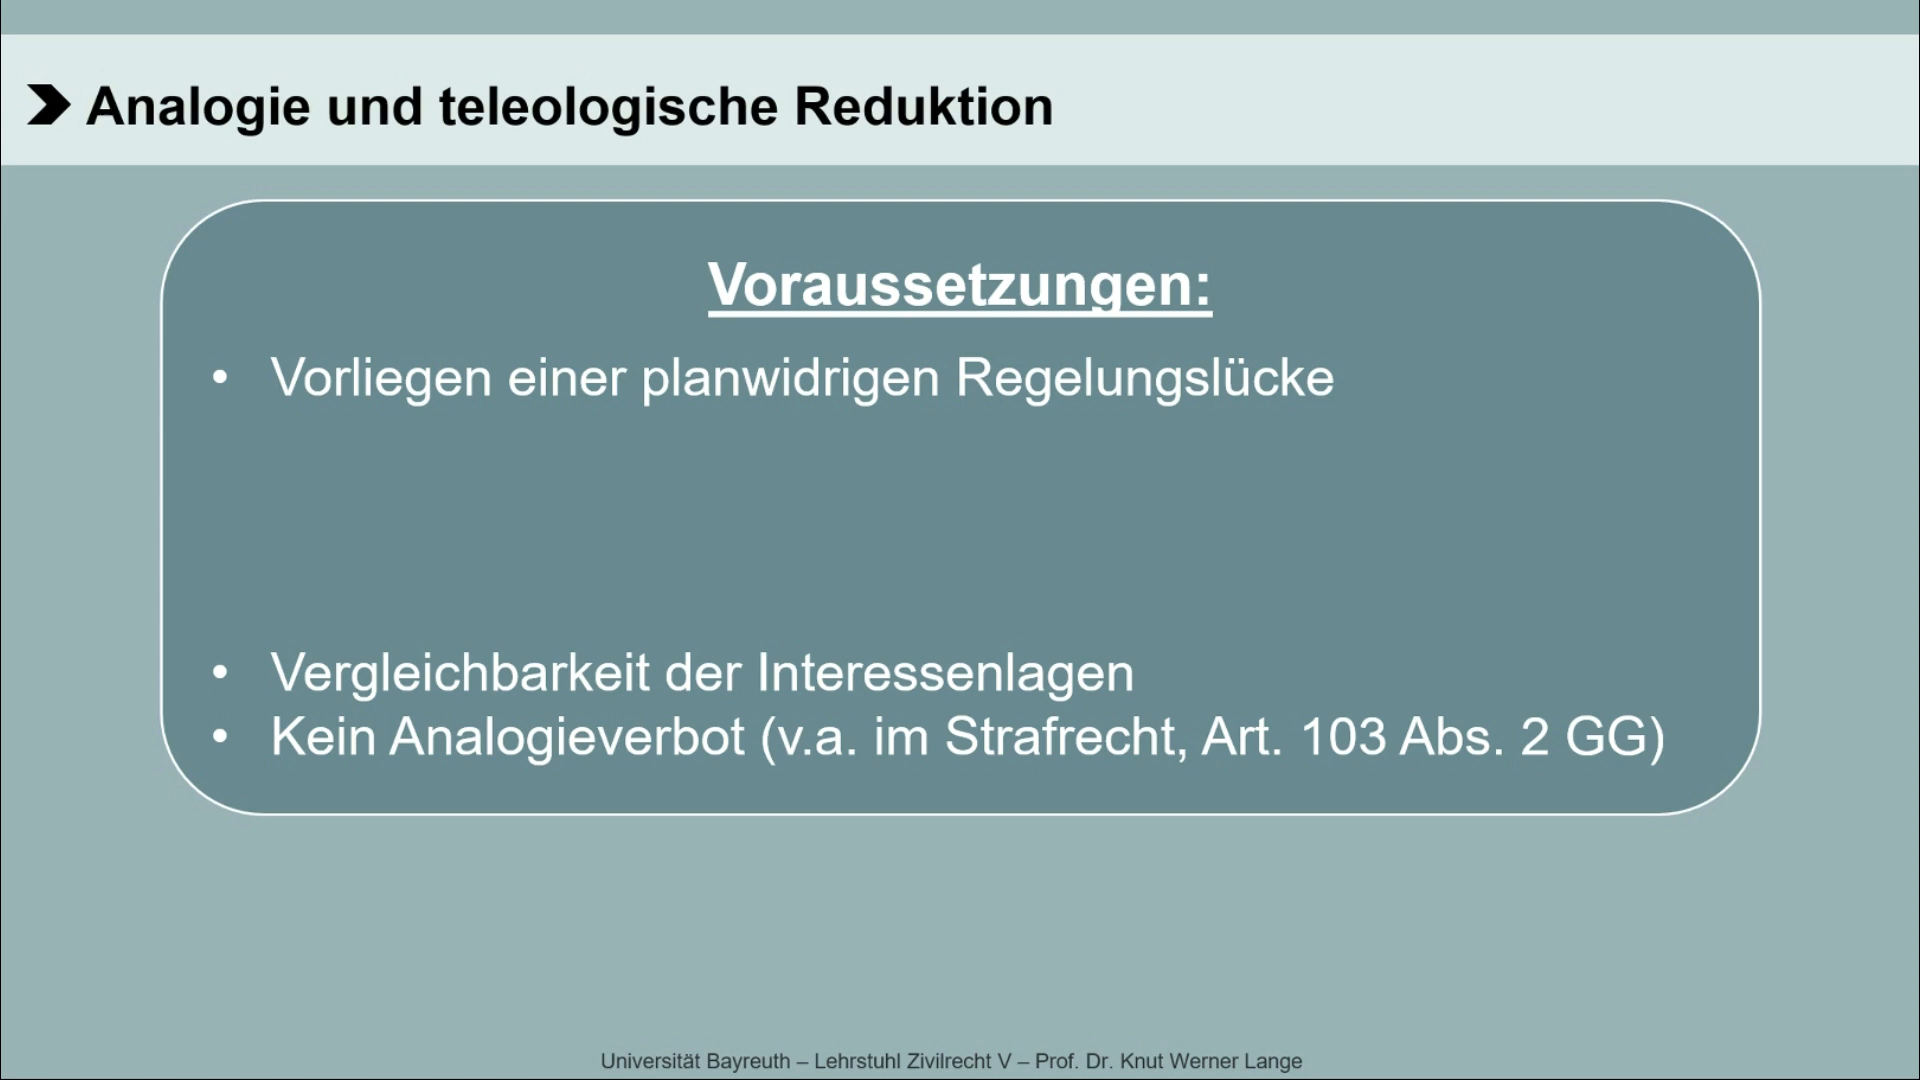 Analogie und teleologische Reduktion
Voraussetzungen:
• Vorliegen einer planwidrigen Regelungslücke
• Vergleichbarkeit der Interessenlagen
• Kein Analogieverbot (v.a. im Strafrecht, Art. 103 Abs. 2 GG)
Universität Bayreuth – Lehrstuhl Zivilrecht V – Prof. Dr. Knut Werner Lange